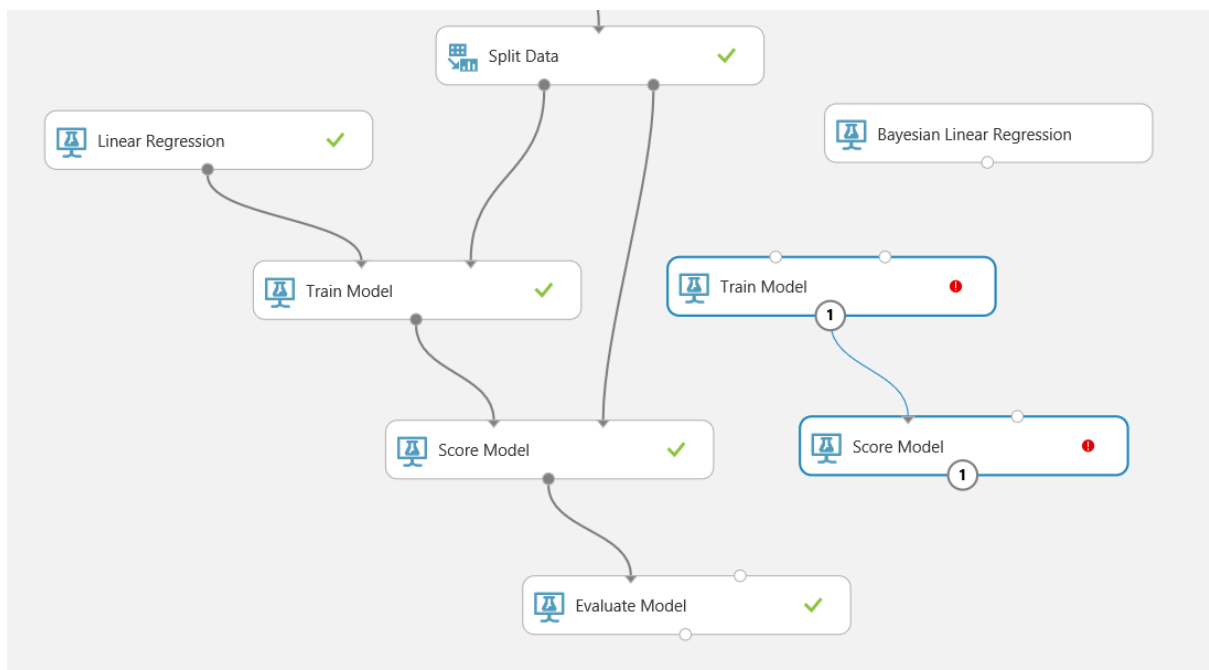 Split Data
Linear Regression
Bayesian Linear Regression
Train Model
Train Model
1
Score Model
Score Model
1
Evaluate Model